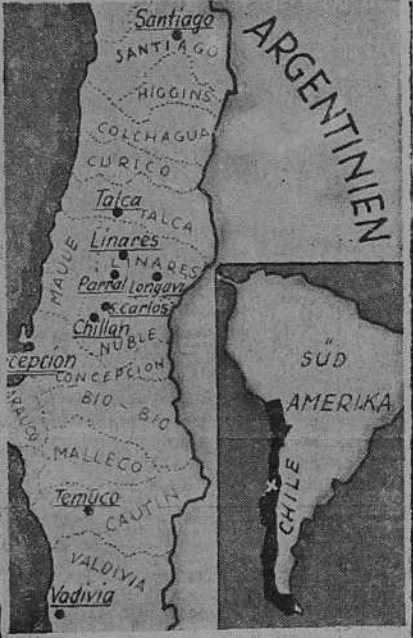 Santiago
SANTIAGO
ARGENTINIEN
HIGGINS
COLCHAGUA
CURICO
Talca
TALCA
Linares
LINARES
MAULE
Parral Longavi
S.Carlos
Chillan
NUBLE
cepcion
CONCEPCION
BIO-BIO
ARAUCO
MALLECO
Temuco
CAUTIN
VALDIVIA
Vadivia
SÜD
AMERIKA
CHILE